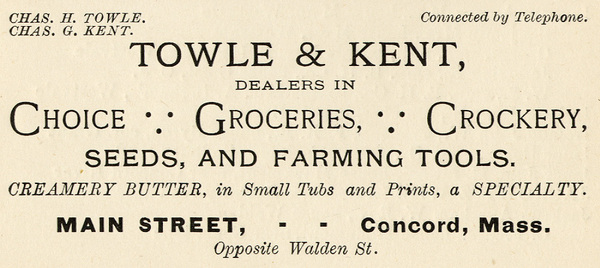 CHAS. H. TOWLE. Connected by Telephone.
CHAS. G. KENT.
TOWLE & KENT,
DEALERS IN
CHOICE ∵ GROCERIES, ∵ CROCKERY,
SEEDS, AND FARMING TOOLS.
CREAMERY BUTTER, in Small Tubs and Prints, a SPECIALTY.
MAIN STREET, - - Concord, Mass.
Opposite Walden St.